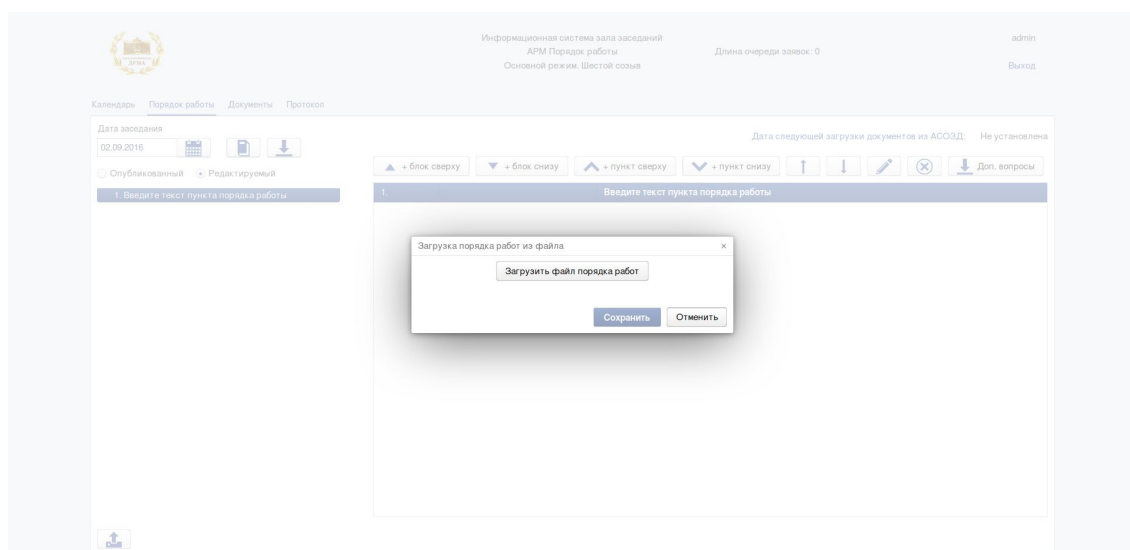 Информационная система зала заседаний
АРМ Порядок работы
Длина очереди заявок: 0
Основной режим. Шестой созыв
admin
Выход
ДУМА
Календарь Порядок работы Документы Протокол
Дата заседания
02.09.2016
Дата следующей загрузки документов из АСОЗД: Не установлена
Опубликованный Редактируемый
+ блок сверху + блок снизу + пункт сверху + пункт снизу Доп. вопросы
1. Введите текст пункта порядка работы
1. Введите текст пункта порядка работы
Загрузка порядка работ из файла ×
Загрузить файл порядка работ
Сохранить Отменить